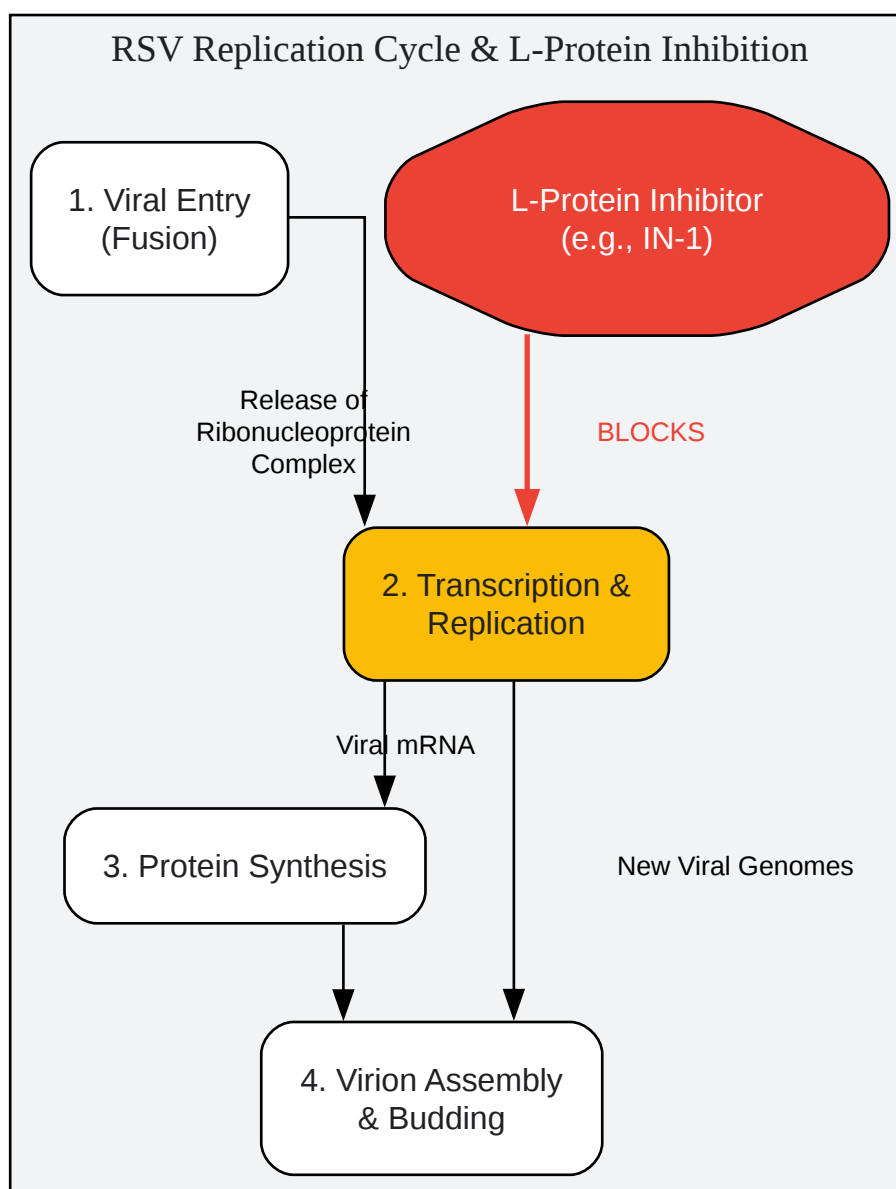 RSV Replication Cycle & L-Protein Inhibition
1. Viral Entry
(Fusion)
L-Protein Inhibitor
(e.g., IN-1)
Release of
Ribonucleoprotein
Complex
BLOCKS
2. Transcription &
Replication
Viral mRNA
3. Protein Synthesis
New Viral Genomes
4. Virion Assembly
& Budding